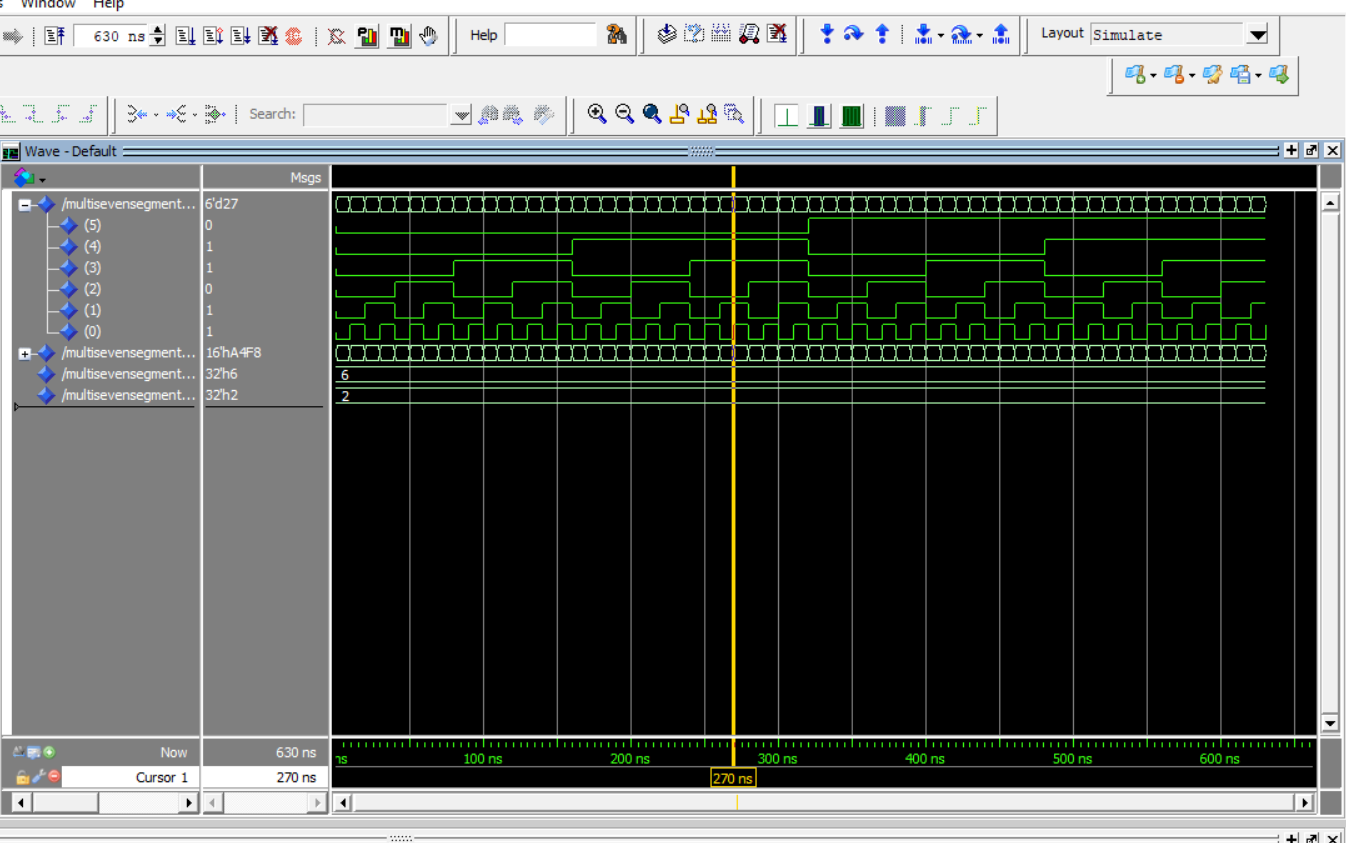 Window Help
630 ns Help Layout Simulate
Search:
Wave - Default
Msgs
/multisevensegment... 6'd27
(5) 0
(4) 1
(3) 1
(2) 0
(1) 1
(0) 1
/multisevensegment... 16'hA4F8
/multisevensegment... 32'h6 6
/multisevensegment... 32'h2 2
Now 630 ns ns 100 ns 200 ns 300 ns 400 ns 500 ns 600 ns
Cursor 1 270 ns 270 ns